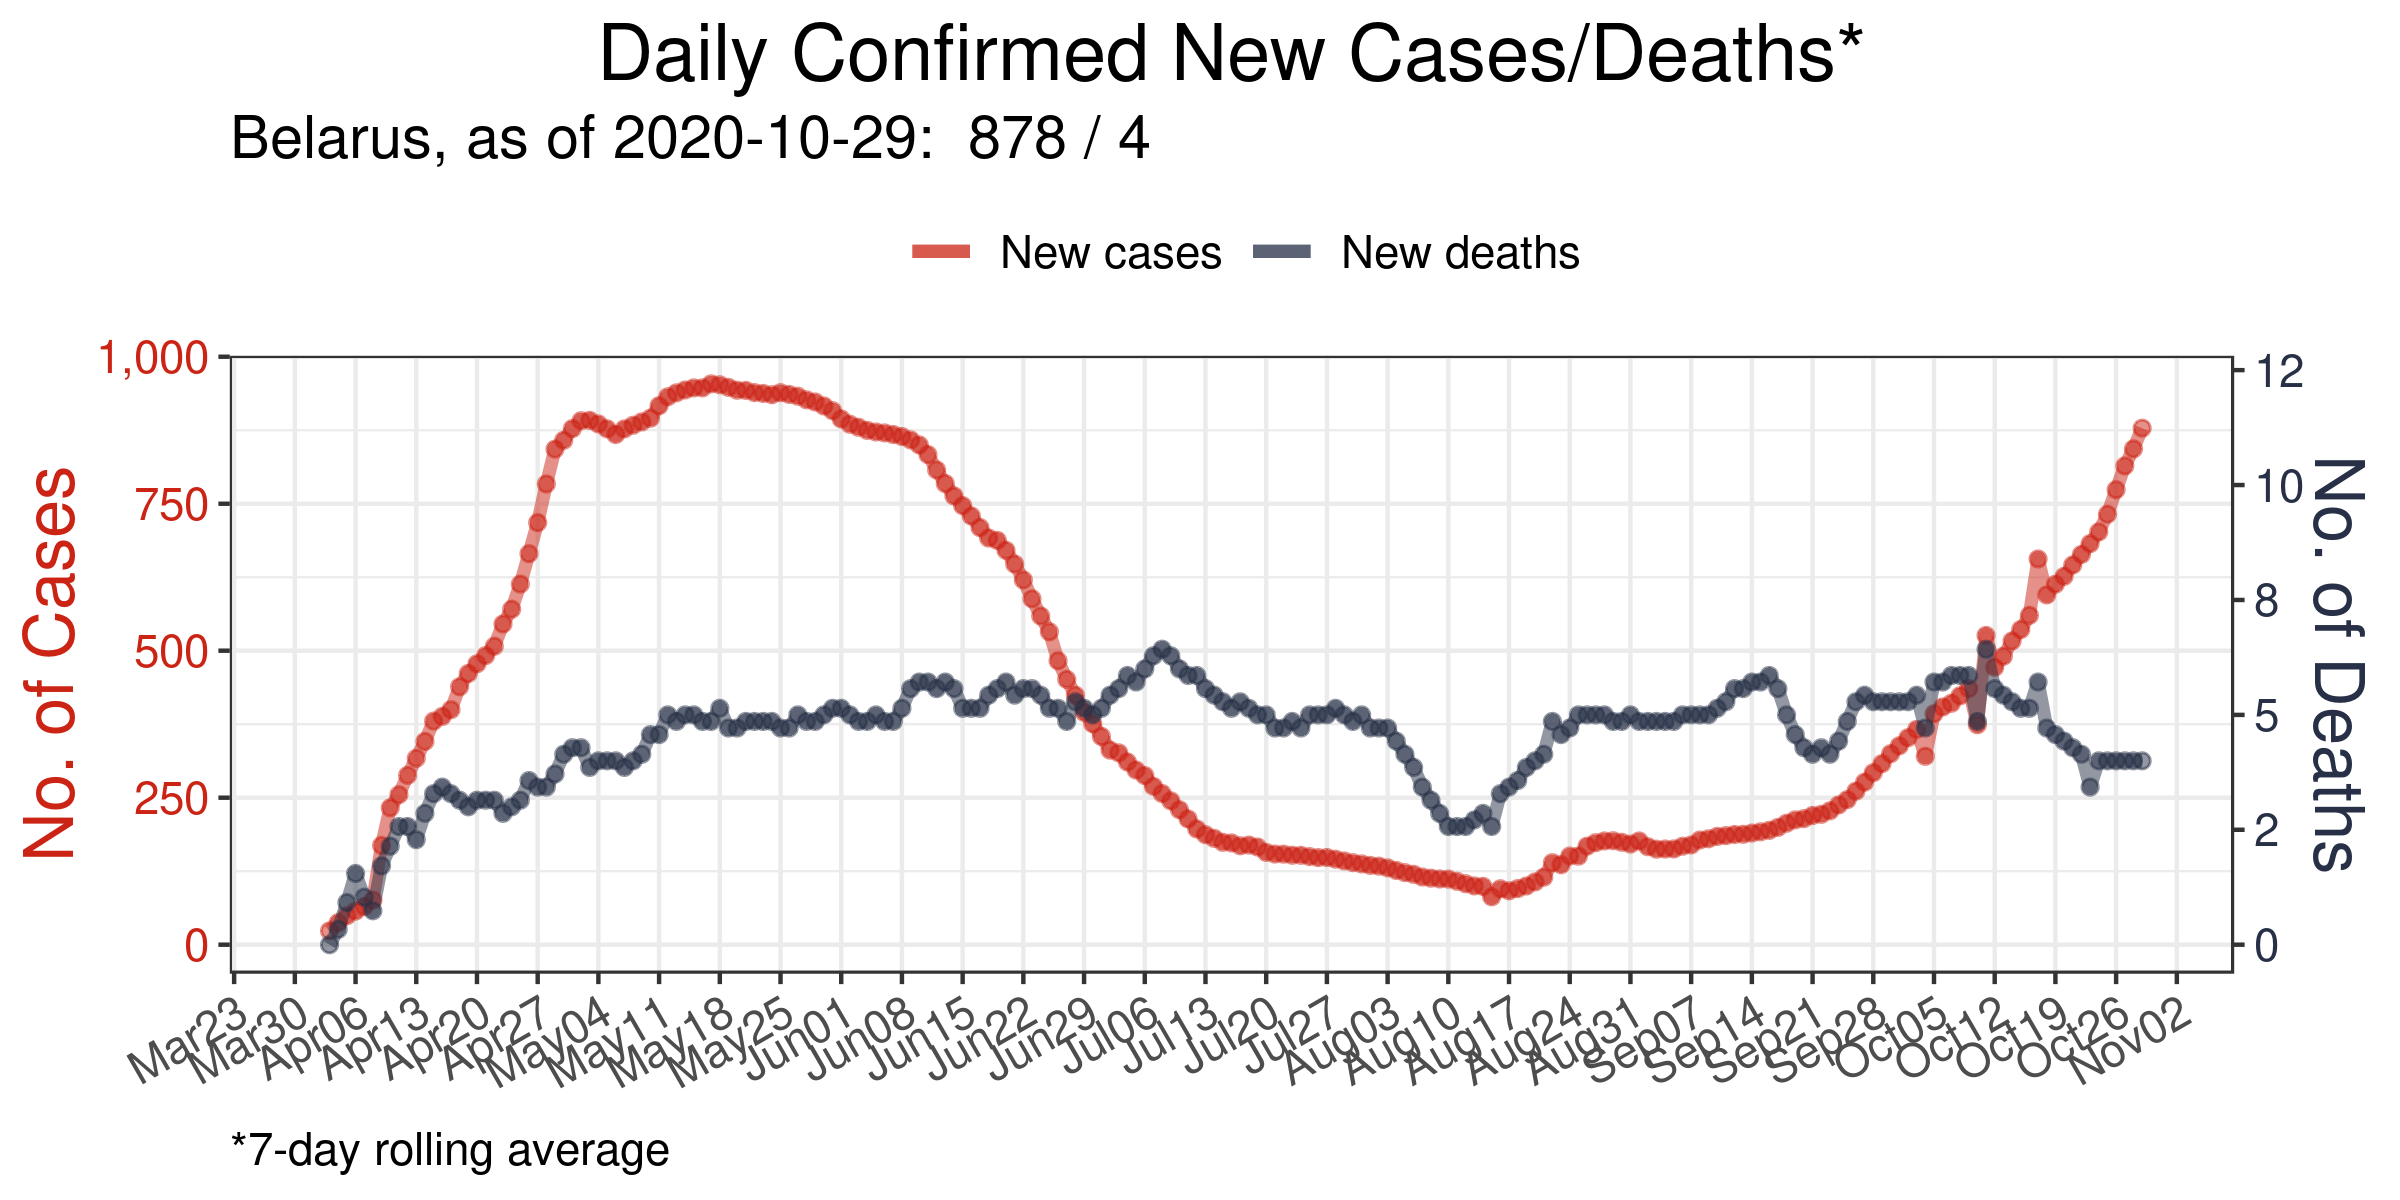 Daily Confirmed New Cases/Deaths*
Belarus, as of 2020-10-29:  878 / 4
New cases
New deaths
No. of Cases
1,000
750
500
250
0
12
10
8
5
2
0
No. of Deaths
Mar23
Mar30
Apr06
Apr13
Apr20
Apr27
May04
May11
May18
May25
Jun01
Jun08
Jun15
Jun22
Jun29
Jul06
Jul13
Jul20
Jul27
Aug03
Aug10
Aug17
Aug24
Aug31
Sep07
Sep14
Sep21
Sep28
Oct05
Oct12
Oct19
Oct26
Nov02
*7-day rolling average